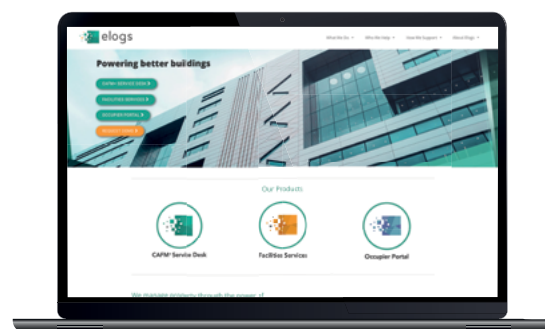 elogs
What We Do
Who We Help
How We Support
About Elogs
Powering better buildings
CAFM+ SERVICE DESK >
FACILITIES SERVICES >
OCCUPIER PORTAL >
REQUEST DEMO >
Our Products
CAFM+ Service Desk
Facilities Services
Occupier Portal
We manage property through the power of